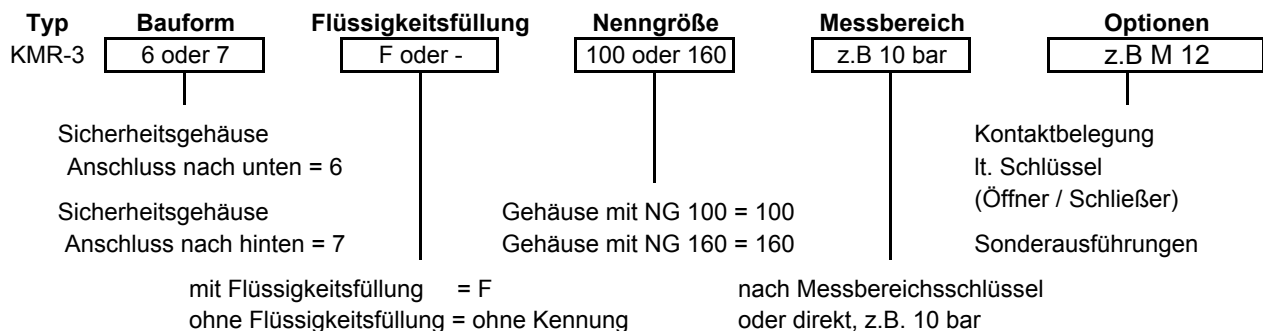 Typ Bauform Flüssigkeitsfüllung Nenngröße Messbereich Optionen
KMR-3 6 oder 7 F oder - 100 oder 160 z.B 10 bar z.B M 12
Sicherheitsgehäuse Kontaktbelegung
Anschluss nach unten = 6 lt. Schlüssel
(Öffner / Schließer)
Sicherheitsgehäuse Gehäuse mit NG 100 = 100
Anschluss nach hinten = 7 Gehäuse mit NG 160 = 160 Sonderausführungen
mit Flüssigkeitsfüllung = F nach Messbereichsschlüssel
ohne Flüssigkeitsfüllung = ohne Kennung oder direkt, z.B. 10 bar